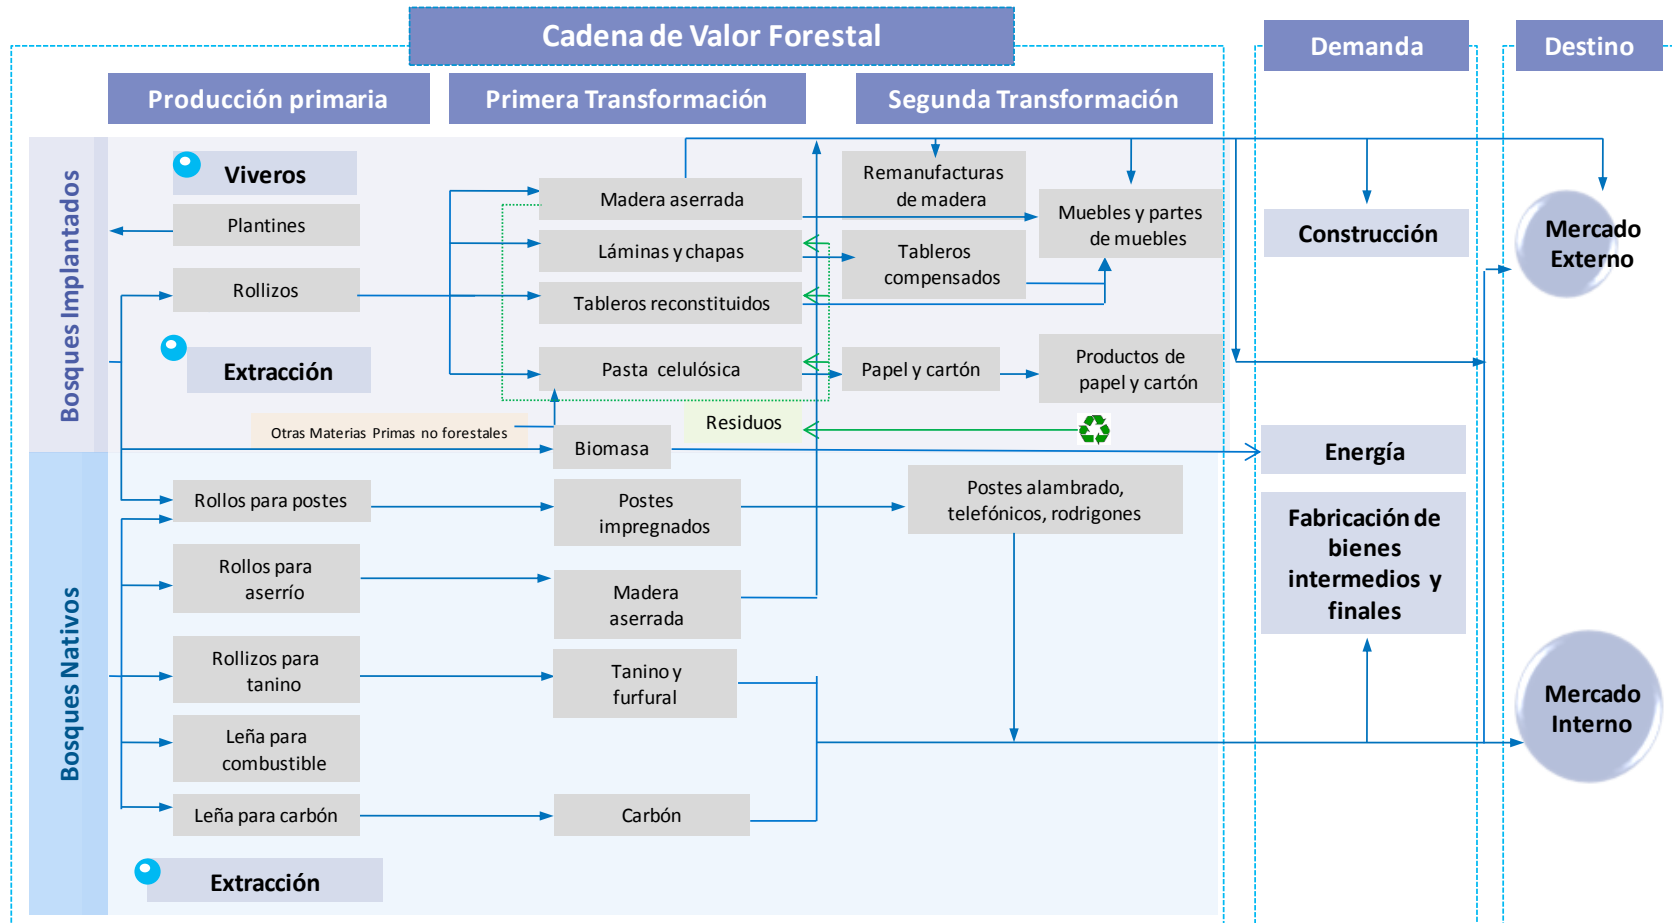 Cadena de Valor Forestal
Demanda
Destino
Producción primaria
Primera Transformación
Segunda Transformación
Bosques Implantados
Viveros
Plantines
Rollizos
Extracción
Otras Materias Primas no forestales
Madera aserrada
Láminas y chapas
Tableros reconstituidos
Pasta celulósica
Residuos
Biomasa
Remanufacturas
de madera
Tableros
compensados
Papel y cartón
Muebles y partes
de muebles
Productos de
papel y cartón
Construcción
Energía
Fabricación de
bienes
intermedios y
finales
Mercado
Externo
Mercado
Interno
Bosques Nativos
Rollos para postes
Rollos para
aserrío
Rollizos para
tanino
Leña para
combustible
Leña para carbón
Extracción
Postes
impregnados
Madera
aserrada
Tanino y
furfural
Carbón
Postes alambrado,
telefónicos, rodrigones